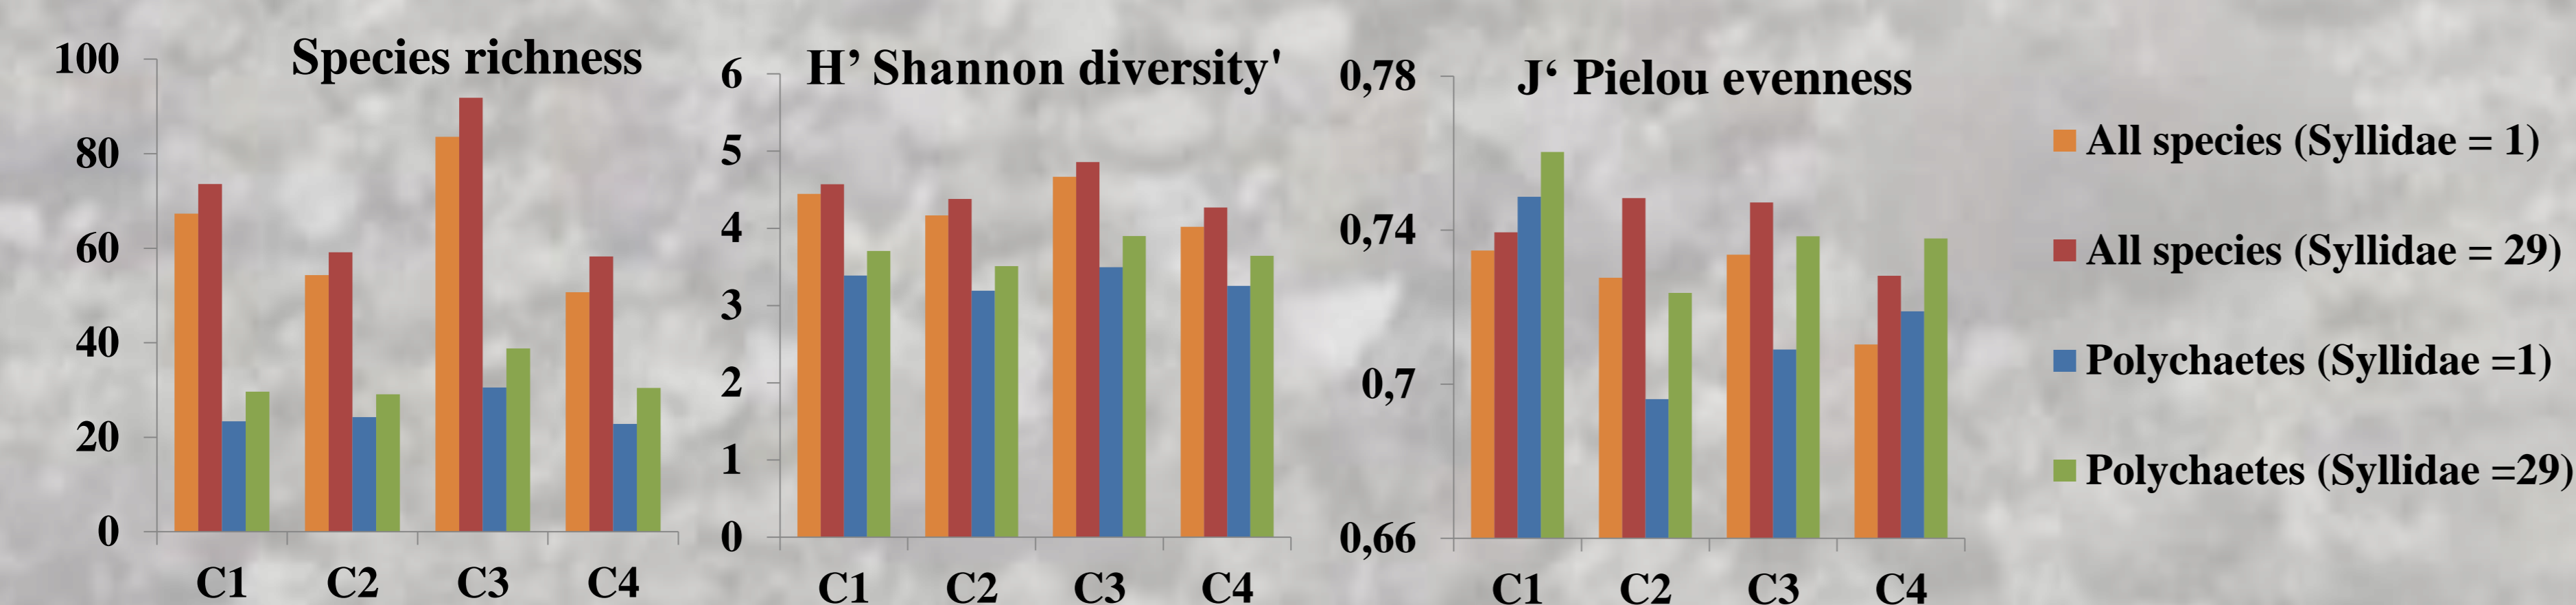 Species richness
100
80
60
40
20
0
C1 C2 C3 C4
H’ Shannon diversity'
6
5
4
3
2
1
0
C1 C2 C3 C4
J‘ Pielou evenness
0,78
0,74
0,7
0,66
C1 C2 C3 C4
All species (Syllidae = 1)
All species (Syllidae = 29)
Polychaetes (Syllidae =1)
Polychaetes (Syllidae =29)